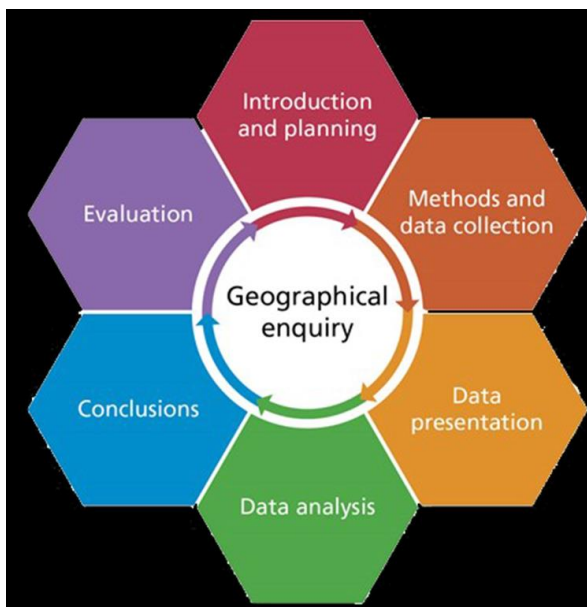 Introduction
and planning
Methods and
data collection
Data
presentation
Data analysis
Conclusions
Evaluation
Geographical
enquiry